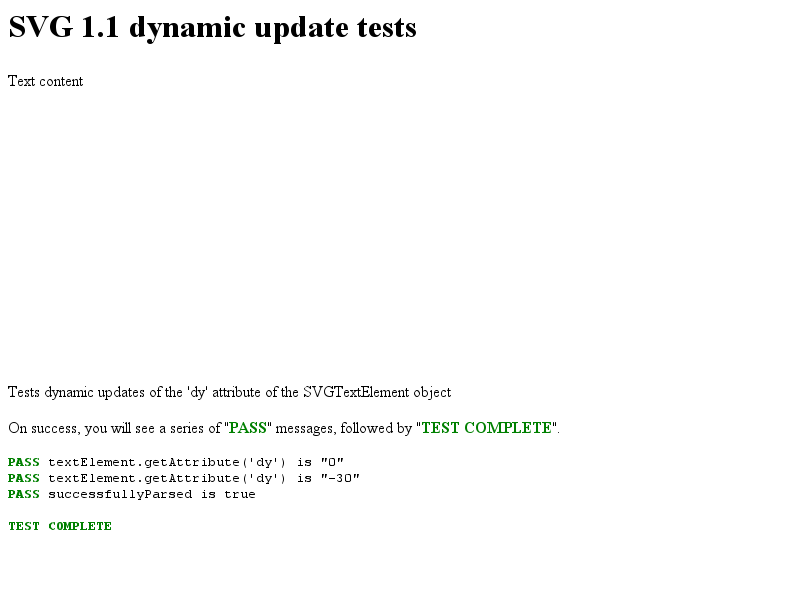 SVG 1.1 dynamic update tests
Text content
Tests dynamic updates of the 'dy' attribute of the SVGTextElement object
On success, you will see a series of "PASS" messages, followed by "TEST COMPLETE".
PASS textElement.getAttribute('dy') is "0"
PASS textElement.getAttribute('dy') is "-30"
PASS successfullyParsed is true
TEST COMPLETE